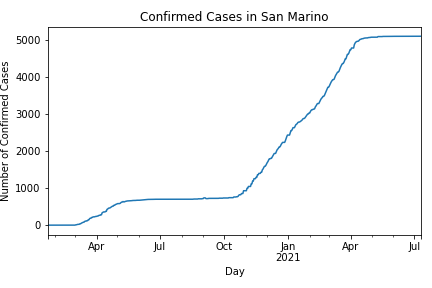 Confirmed Cases in San Marino
Number of Confirmed Cases
5000
4000
3000
2000
1000
0
Apr Jul Oct Jan Apr Jul
2021
Day